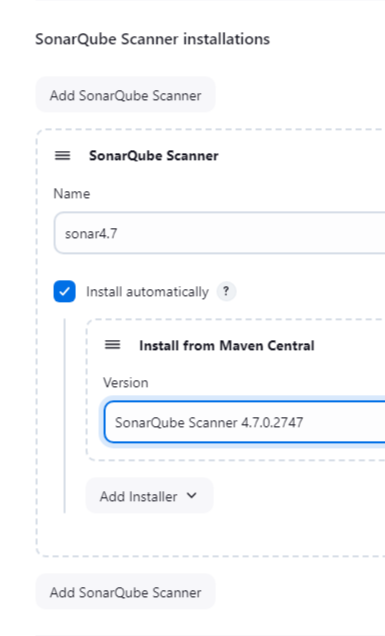 SonarQube Scanner installations
Add SonarQube Scanner
SonarQube Scanner
Name
sonar4.7
Install automatically ?
Install from Maven Central
Version
SonarQube Scanner 4.7.0.2747
Add Installer
Add SonarQube Scanner